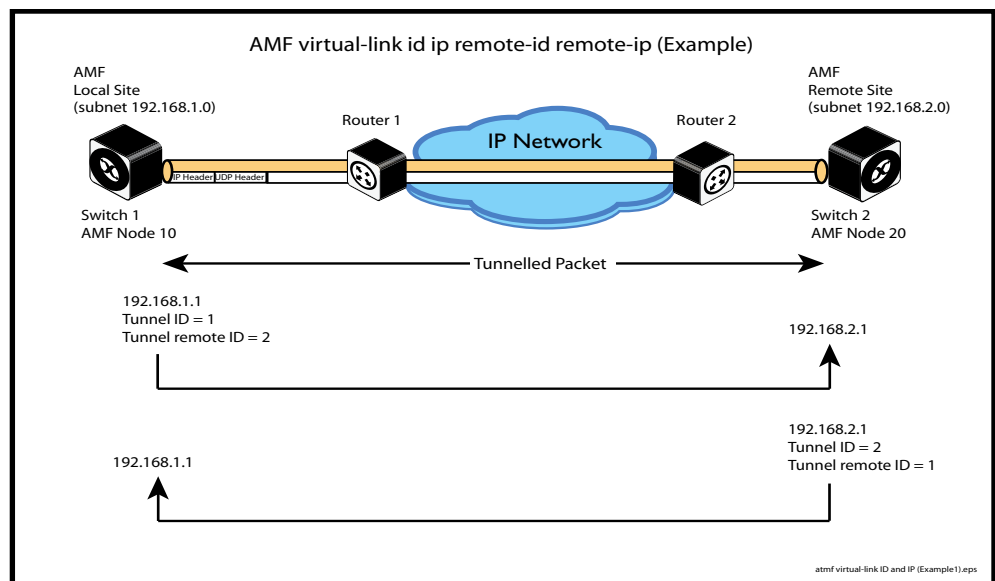 AMF virtual-link id ip remote-id remote-ip (Example)
AMF
Local Site
(subnet 192.168.1.0)
AMF
Remote Site
(subnet 192.168.2.0)
Router 1
IP Network
Router 2
IP Header
UDP Header
Switch 1
AMF Node 10
Switch 2
AMF Node 20
Tunnelled Packet
192.168.1.1
Tunnel ID = 1
Tunnel remote ID = 2
192.168.2.1
192.168.2.1
Tunnel ID = 2
Tunnel remote ID = 1
192.168.1.1
atmf virtual-link ID and IP (Example1).eps